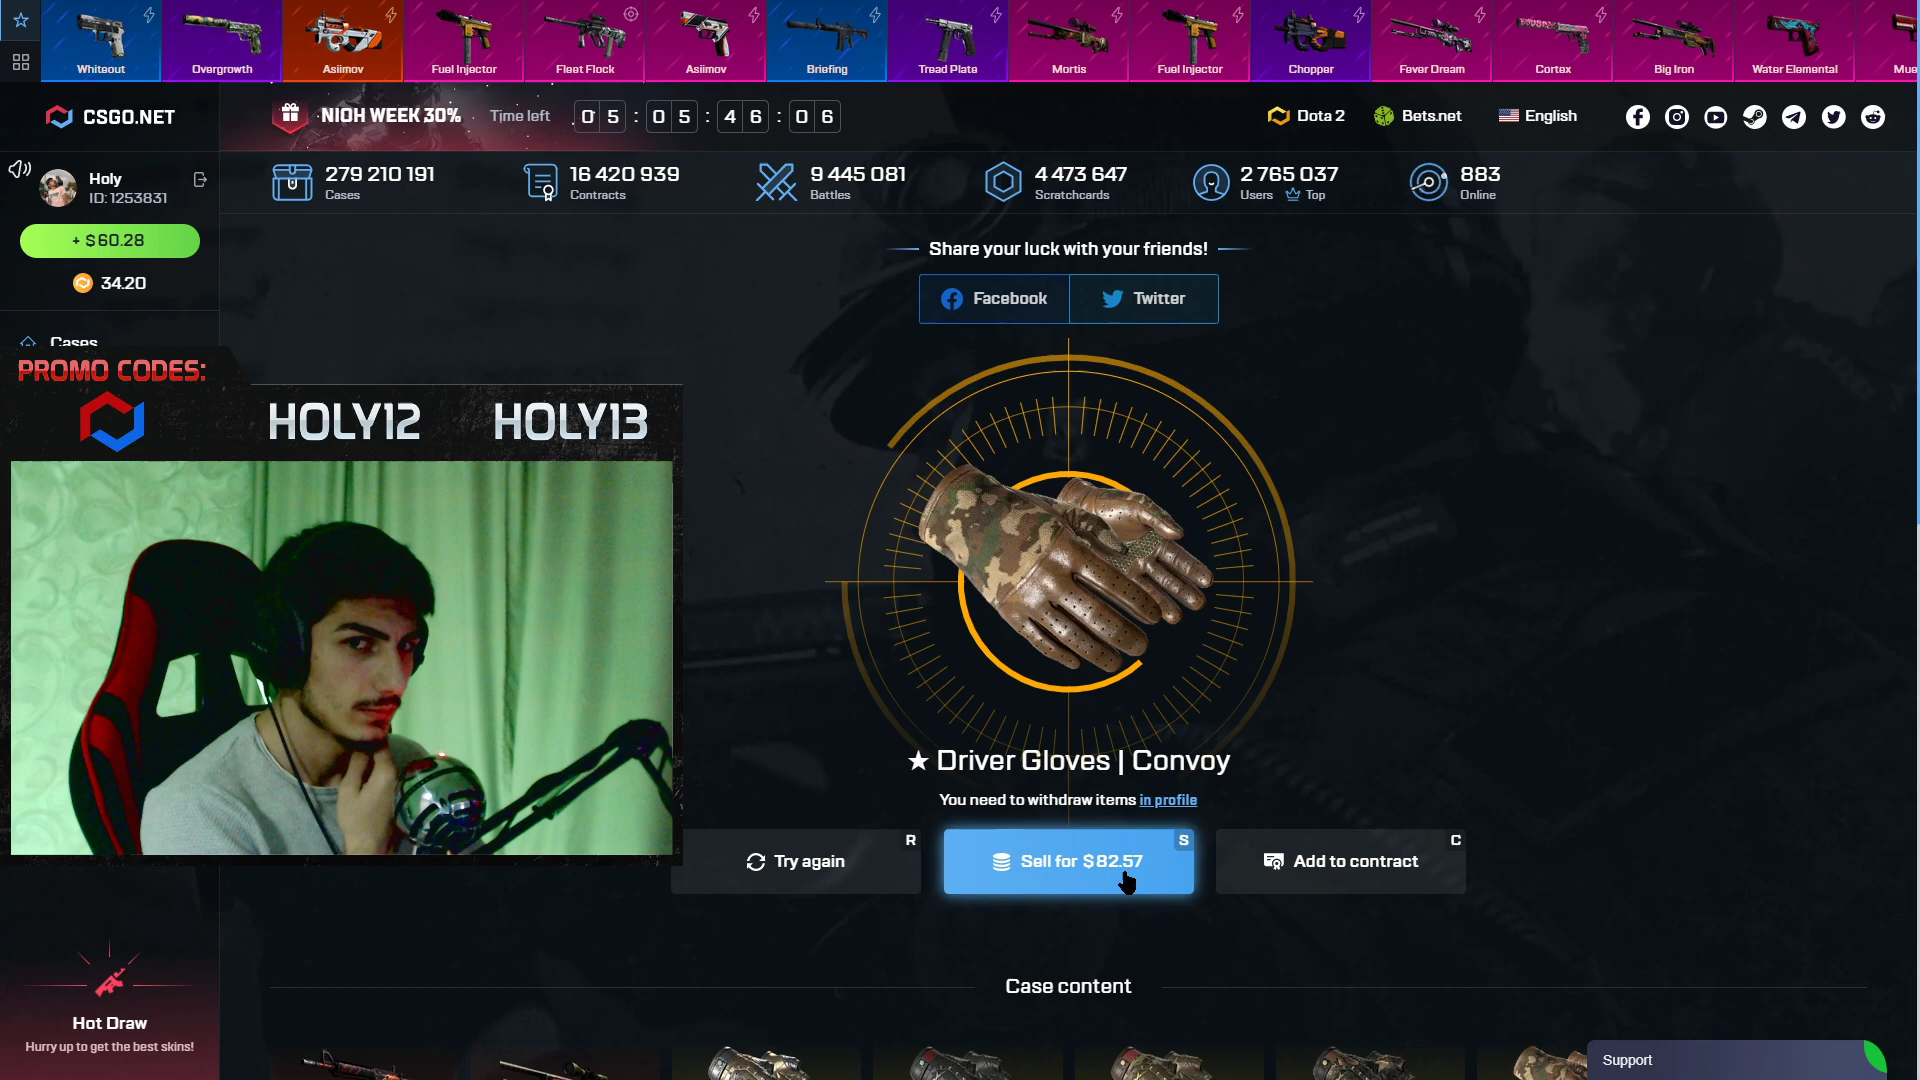 Whiteout
Overgrowth
Asiimov
Fuel Injector
Fleet Flock
Asiimov
Briefing
Tread Plate
Mortis
Fuel Injector
Chopper
Fever Dream
Cortex
Big Iron
Water Elemental
CSGO.NET
NIOH WEEK 30%
Time left
05:05:46:06
Dota 2
Bets.net
English
Holy
ID: 1253831
+ $60.28
34.20
279 210 191
Cases
16 420 939
Contracts
9 445 081
Battles
4 473 647
Scratchcards
2 765 037
Users
Top
883
Online
Share your luck with your friends!
Facebook
Twitter
Cases
PROMO CODES:
HOLY12 HOLY13
★ Driver Gloves | Convoy
You need to withdraw items in profile
R
Try again
S
Sell for $82.57
C
Add to contract
Case content
Hot Draw
Hurry up to get the best skins!
Support